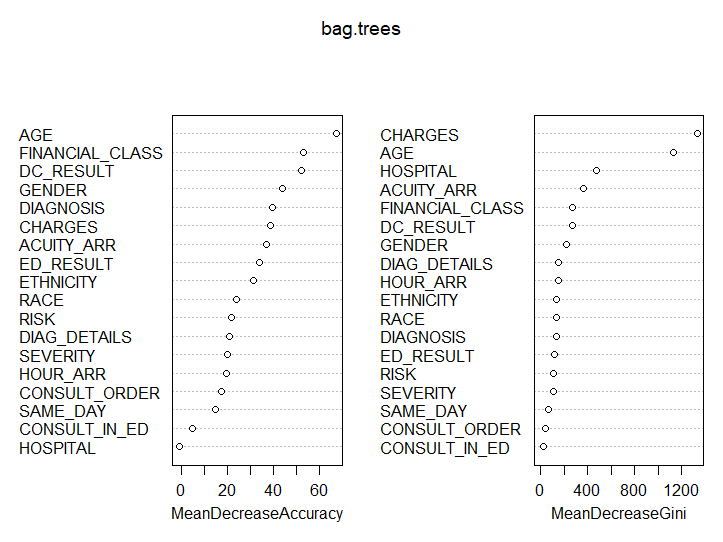 bag.trees
AGE
FINANCIAL_CLASS
DC_RESULT
GENDER
DIAGNOSIS
CHARGES
ACUITY_ARR
ED_RESULT
ETHNICITY
RACE
RISK
DIAG_DETAILS
SEVERITY
HOUR_ARR
CONSULT_ORDER
SAME_DAY
CONSULT_IN_ED
HOSPITAL
0 20 40 60
MeanDecreaseAccuracy
CHARGES
AGE
HOSPITAL
ACUITY_ARR
FINANCIAL_CLASS
DC_RESULT
GENDER
DIAG_DETAILS
HOUR_ARR
ETHNICITY
RACE
DIAGNOSIS
ED_RESULT
RISK
SEVERITY
SAME_DAY
CONSULT_ORDER
CONSULT_IN_ED
0 400 800 1200
MeanDecreaseGini